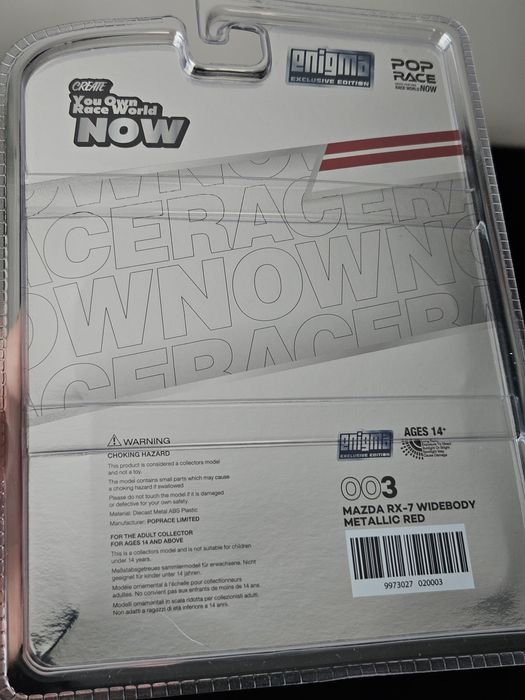 enigma
EXCLUSIVE EDITION
POP
RACE
RACE WORLD NOW
CREATE
You Own
Race World
NOW
OWNNOW
ACERACERA
OWNOWNO
ACERACERA
WARNING
CHOKING HAZARD
This product is considered a collectors model
and not a toy.
The model contains small parts which may cause
a choking hazard if swallowed
Please do not touch the model if it is damaged
or defective for your own safety.
Material: Diecast Metal ABS Plastic
Manufacturer: POPRACE LIMITED
FOR THE ADULT COLLECTOR
FOR AGES 14 AND ABOVE
This is a collectors model and is not suitable for children
under 14 years.
Maßstabsgetreues sammlermodell für erwachsene. Nicht
geeignet für kinder unter 14 jahren.
Modèle ornemental à l'échelle pour collectionneurs
adultes. No convient pas aux entrants de moins de 14 ans.
Modelli ornamentali in scala ridotta per collezionisti adulti.
Non adatti a ragazzi di età inferiore a 14 anni.
enigma
EXCLUSIVE EDITION
AGES 14+
003
MAZDA RX-7 WIDEBODY
METALLIC RED
9973027 020003